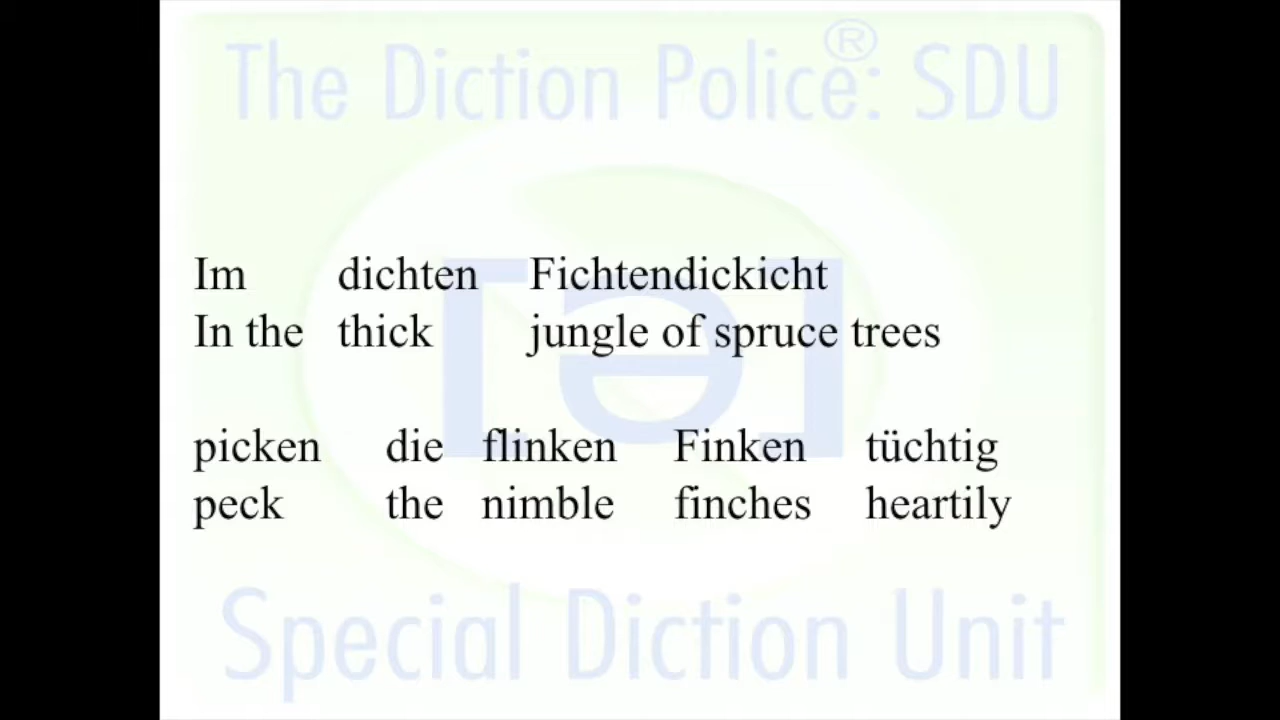 The Diction Police®: SDU
Im dichten Fichtendickicht
In the thick jungle of spruce trees
[ə]
picken die flinken Finken tüchtig
peck the nimble finches heartily
Special Diction Unit